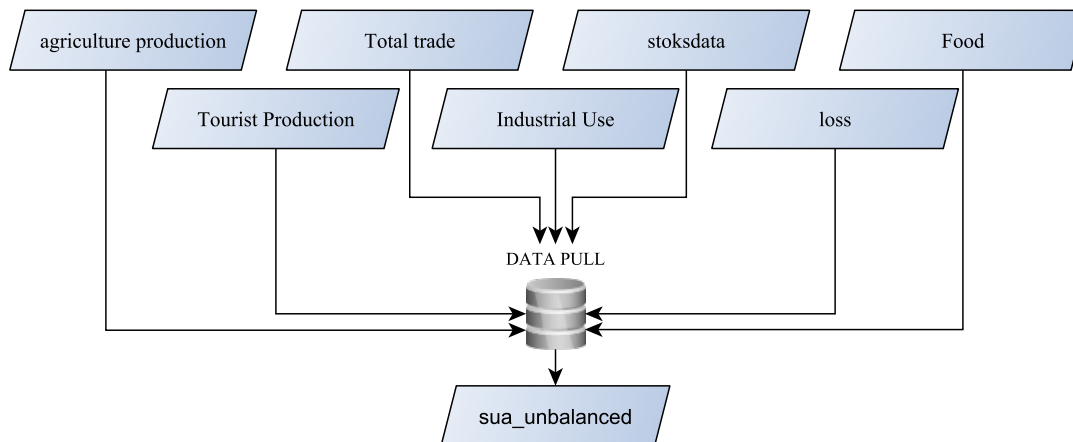 agriculture production
Total trade
stoksdata
Food
Tourist Production
Industrial Use
loss
DATA PULL
sua_unbalanced